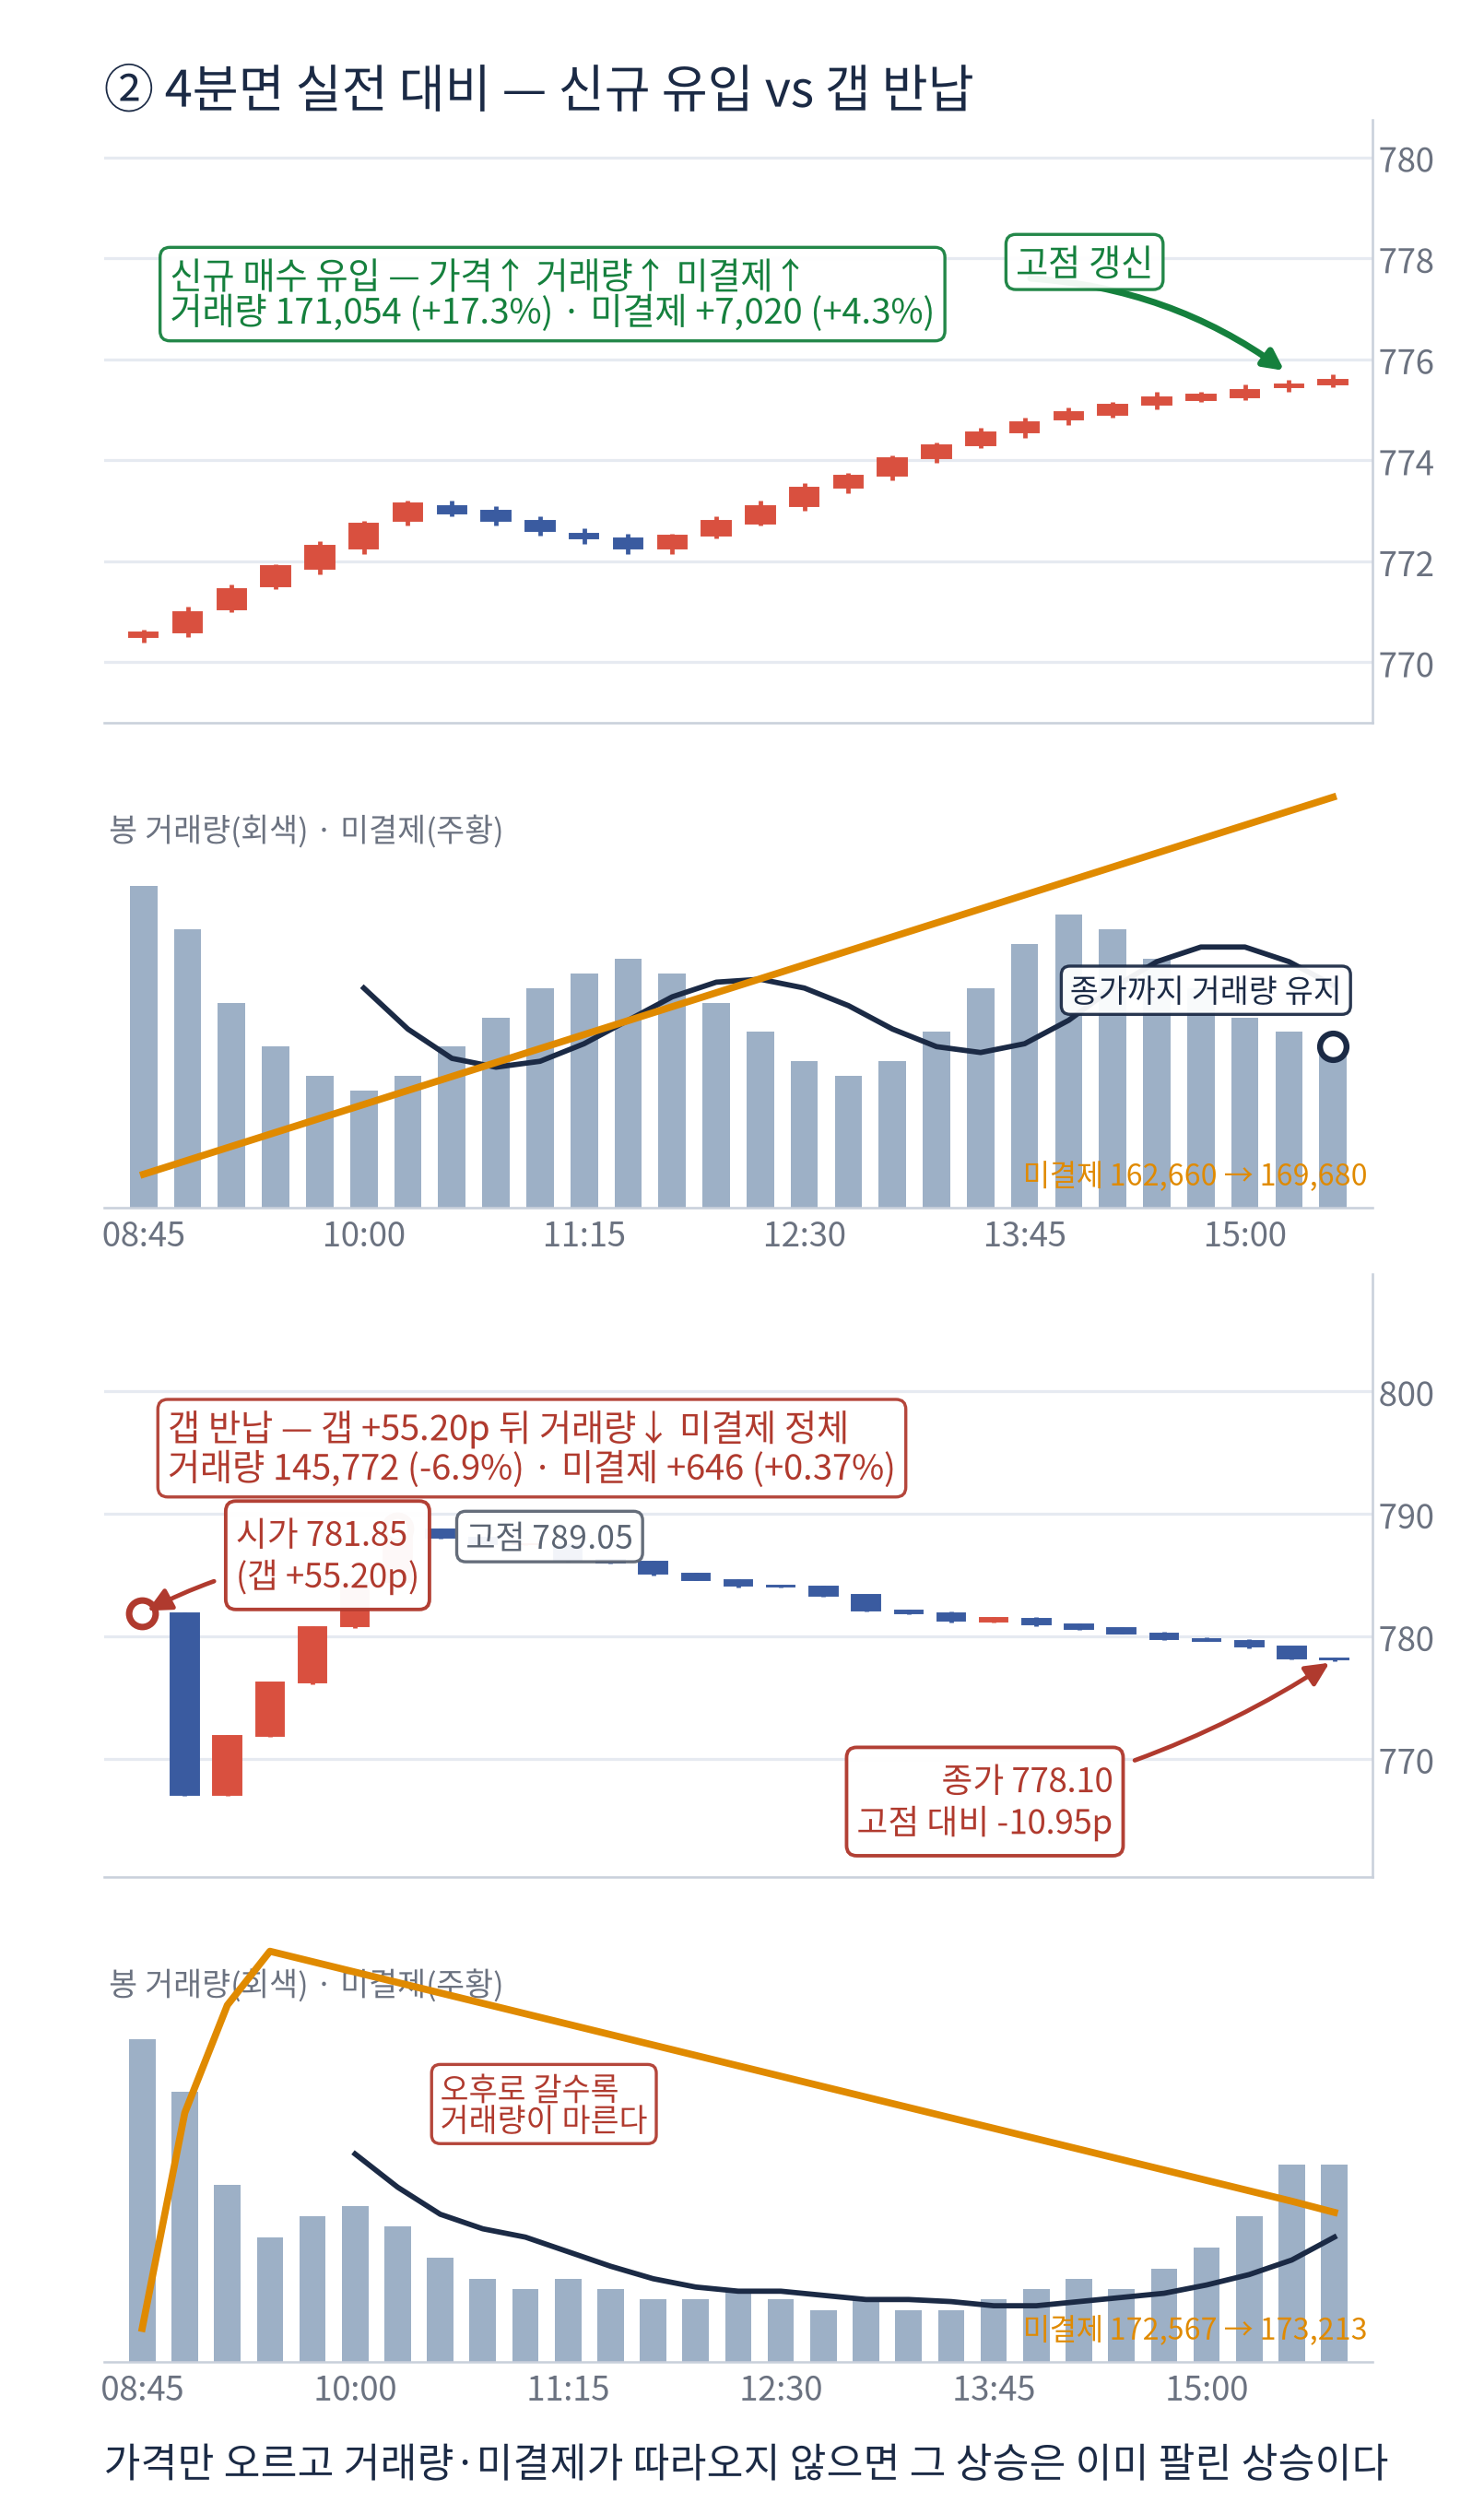 ② 4분면 실전 대비 — 신규 유입 vs 갭 반납
780
778
776
774
772
770
신규 매수 유입 — 가격↑ 거래량↑ 미결제↑
거래량 171,054 (+17.3%) · 미결제 +7,020 (+4.3%)
고점 갱신
봉 거래량(회색) · 미결제(주황)
종가까지 거래량 유지
미결제 162,660 → 169,680
08:45 10:00 11:15 12:30 13:45 15:00
800
790
780
770
갭 반납 — 갭 +55.20p 뒤 거래량↓ 미결제 정체
거래량 145,772 (-6.9%) · 미결제 +646 (+0.37%)
시가 781.85
(갭 +55.20p)
고점 789.05
종가 778.10
고점 대비 -10.95p
봉 거래량(회색) · 미결제(주황)
오후로 갈수록
거래량이 마른다
미결제 172,567 → 173,213
08:45 10:00 11:15 12:30 13:45 15:00
가격만 오르고 거래량·미결제가 따라오지 않으면 그 상승은 이미 팔린 상승이다